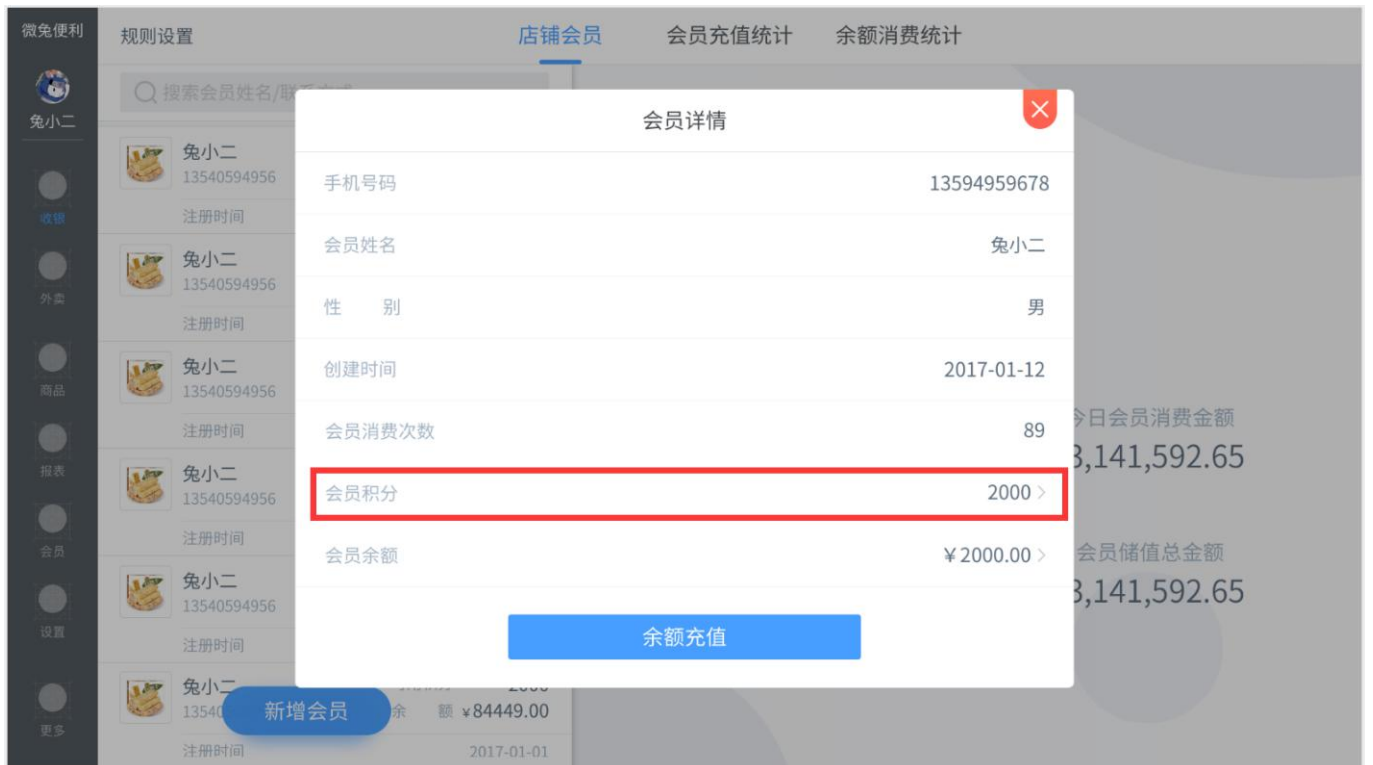 微兔便利
规则设置
店铺会员
会员充值统计
余额消费统计
兔小二
收银
外卖
商品
报表
会员
设置
更多
搜索会员姓名/联
兔小二
13540594956
注册时间
兔小二
13540594956
注册时间
兔小二
13540594956
注册时间
兔小二
13540594956
注册时间
兔小二
13540594956
注册时间
兔小二
1354
余 额 ¥84449.00
注册时间 2017-01-01
新增会员
会员详情
手机号码 13594959678
会员姓名 兔小二
性 别 男
创建时间 2017-01-12
会员消费次数 89
会员积分 2000 >
会员余额 ¥2000.00 >
余额充值
今日会员消费金额
3,141,592.65
会员储值总金额
3,141,592.65